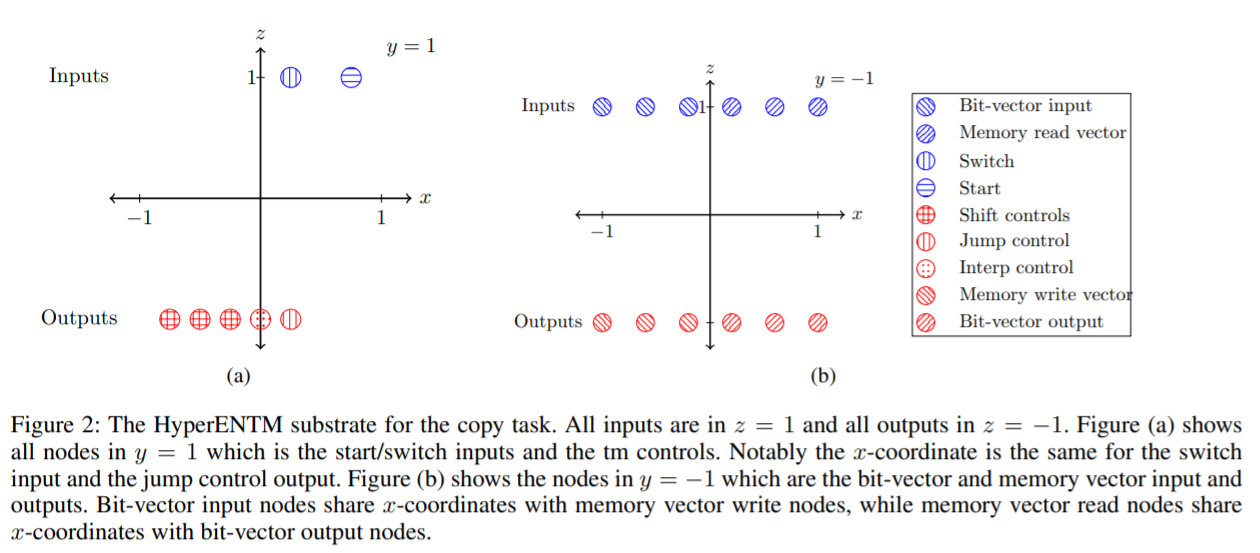 z
y = 1
Inputs
1
x
−1
1
Outputs
(a)
z
y = −1
Inputs
1
x
−1
1
Outputs
(b)
Bit-vector input
Memory read vector
Switch
Start
Shift controls
Jump control
Interp control
Memory write vector
Bit-vector output
Figure 2: The HyperENTM substrate for the copy task. All inputs are in z = 1 and all outputs in z = −1. Figure (a) shows
all nodes in y = 1 which is the start/switch inputs and the tm controls. Notably the x-coordinate is the same for the switch
input and the jump control output. Figure (b) shows the nodes in y = −1 which are the bit-vector and memory vector input and
outputs. Bit-vector input nodes share x-coordinates with memory vector write nodes, while memory vector read nodes share
x-coordinates with bit-vector output nodes.